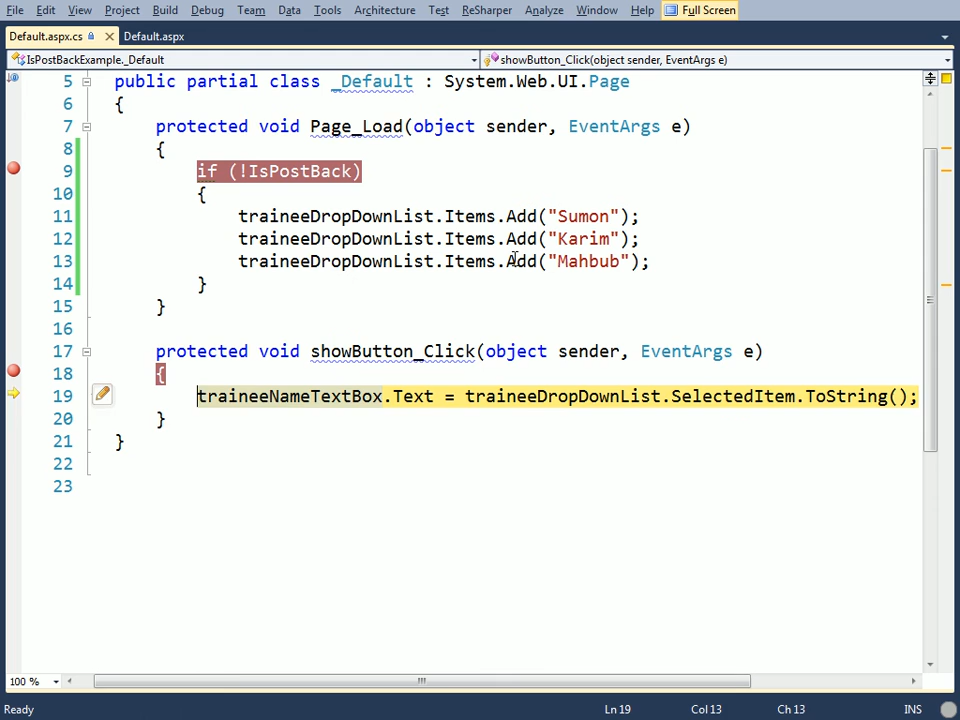 File Edit View Project Build Debug Team Data Tools Architecture Test ReSharper Analyze Window Help Full Screen
Default.aspx.cs Default.aspx
IsPostBackExample._Default showButton_Click(object sender, EventArgs e)
5 public partial class _Default : System.Web.UI.Page
6 {
7 protected void Page_Load(object sender, EventArgs e)
8 {
9 if (!IsPostBack)
10 {
11 traineeDropDownList.Items.Add("Sumon");
12 traineeDropDownList.Items.Add("Karim");
13 traineeDropDownList.Items.Add("Mahbub");
14 }
15 }
16
17 protected void showButton_Click(object sender, EventArgs e)
18 {
19 traineeNameTextBox.Text = traineeDropDownList.SelectedItem.ToString();
20 }
21 }
22
23
100 %
Ready Ln 19 Col 13 Ch 13 INS